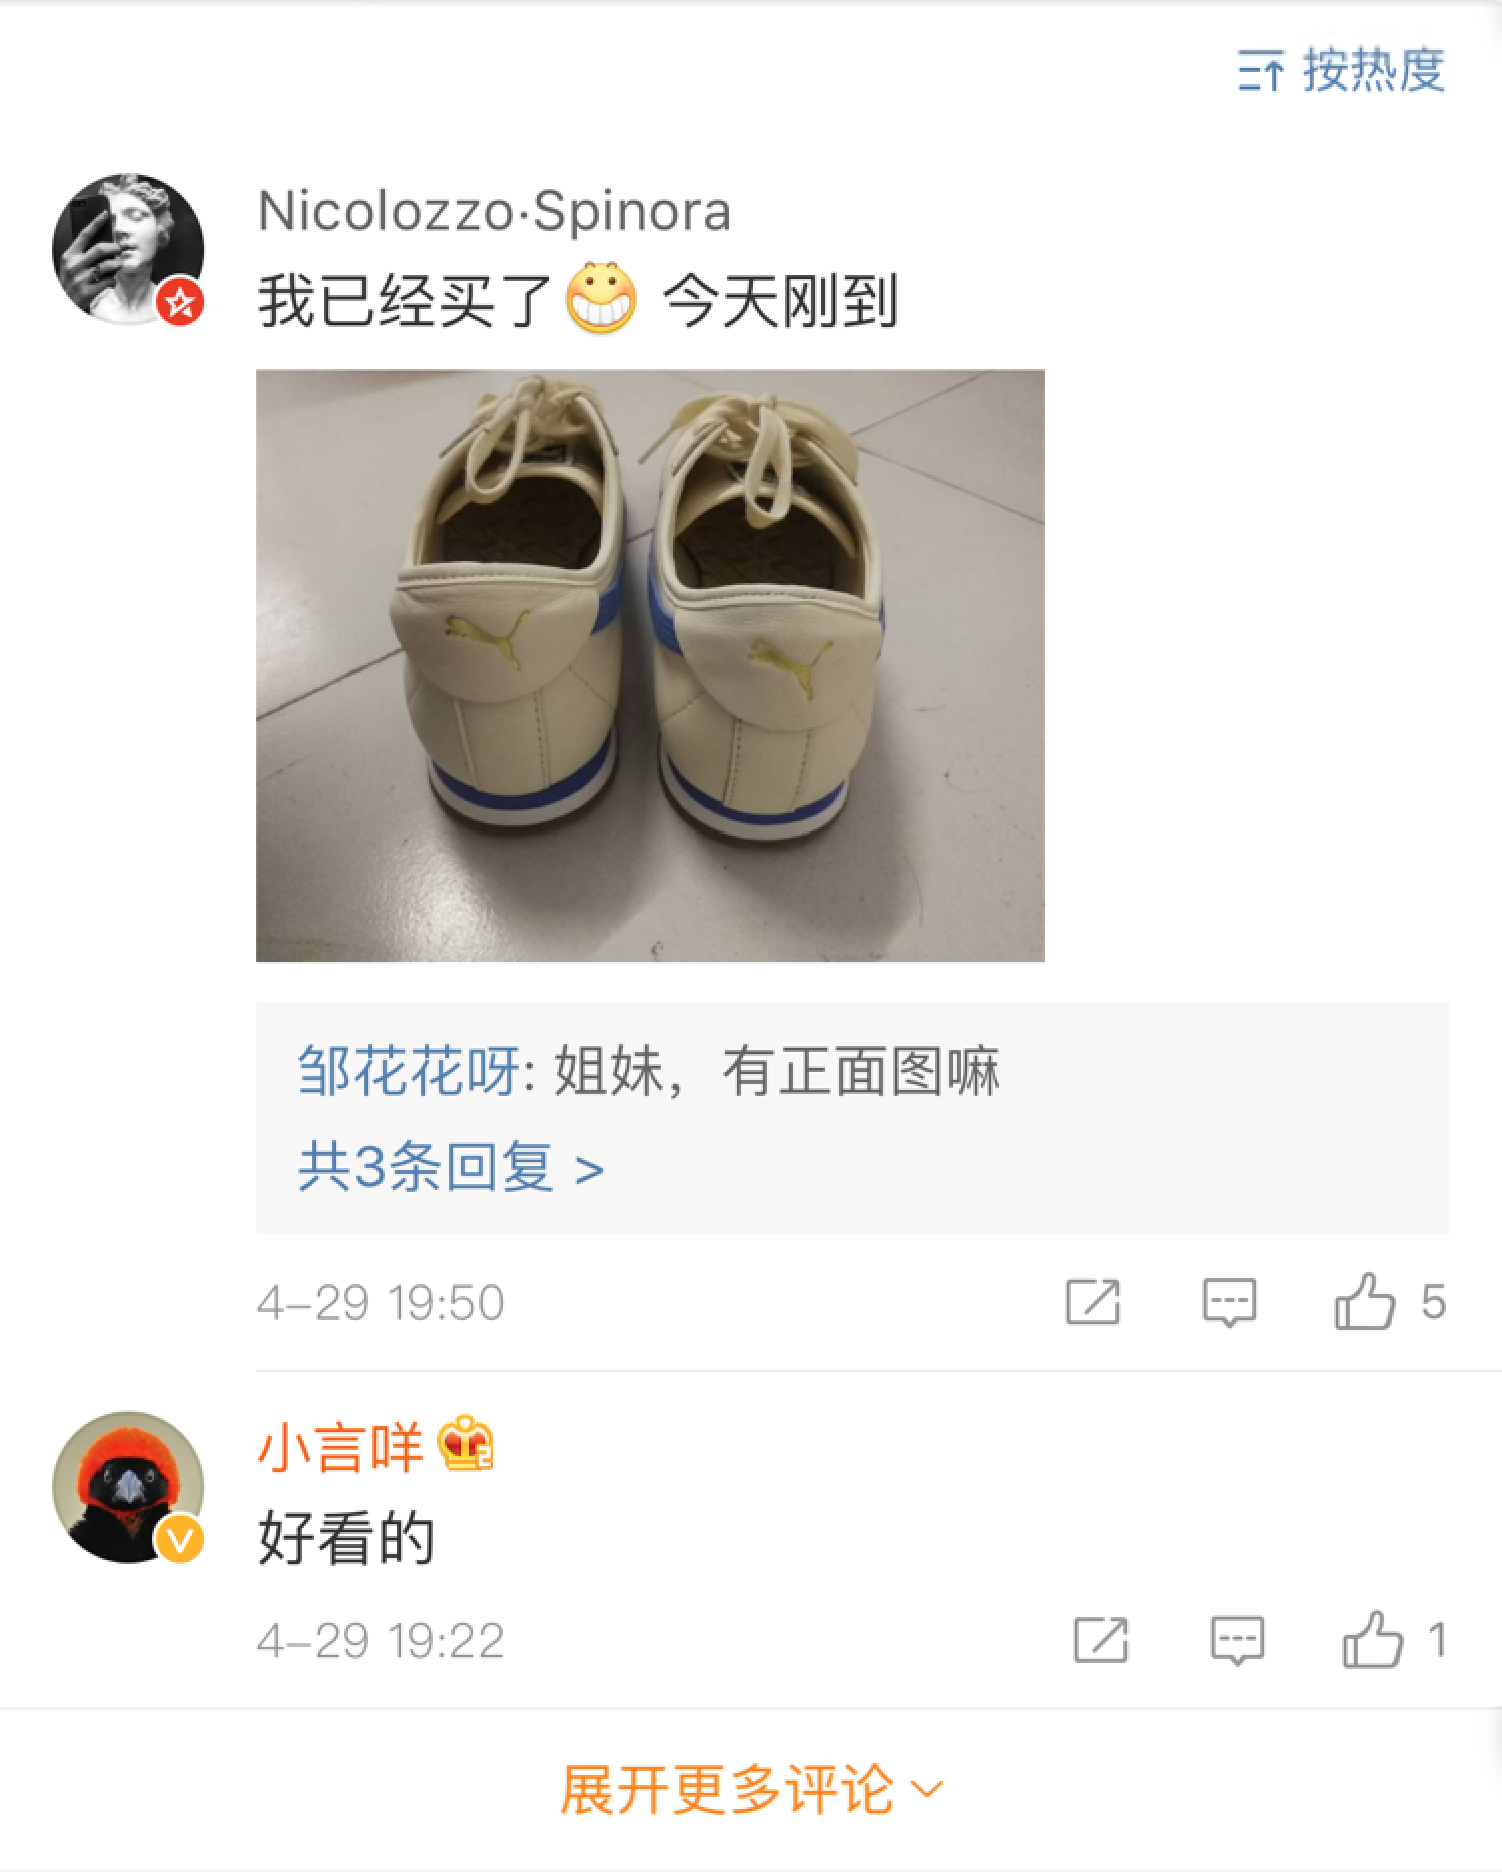 按热度
Nicolozzo·Spinora
我已经买了 今天刚到
邹花花呀: 姐妹，有正面图嘛
共3条回复 >
4-29 19:50
5
小言咩
好看的
4-29 19:22
1
展开更多评论